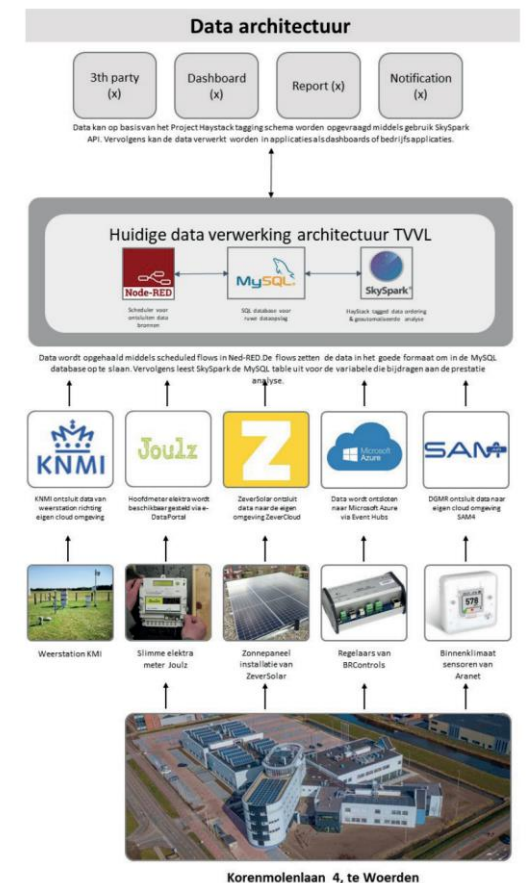 Data architectuur
3th party
(x)
Dashboard
(x)
Report (x)
Notification
(x)
Data kan op basis van het Project Haystack tagging schema worden opgevraagd middels gebruik SkySpark
API. Vervolgens kan de data verwerkt worden in applicaties als dashboards of bedrijfsapplicaties.
Huidige data verwerking architectuur TVVL
Node-RED
MySQL
SkySpark
Scheduler voor
ontsluiten data
bronnen
SQL database voor
ruwe dataopslag
HayStack tagged data ordening
& geautomatiseerde analyse
Data wordt opgehaald middels scheduled flows in Ned-RED.De flows zetten de data in het goede formaat om in de MySQL
database op te slaan. Vervolgens leest SkySpark de MySQL table uit voor de variabele die bijdragen aan de prestatie
analyse.
KNMI
Joulz
Z
Microsoft
Azure
SAM4
KNMI ontsluit data van
weerstation richting
eigen cloud omgeving
Hoofdmeter elektra wordt
beschikbaar gesteld via e-
DataPortal
ZeverSolar ontsluit
data naar de eigen
omgeving ZeverCloud
Data wordt ontsloten
naar Microsoft Azure
via Event Hubs
DGMR ontsluit data naar
eigen cloud omgeving
SAM4
Weerstation KMI
Slimme elektra
meter Joulz
Zonnepaneel
installatie van
ZeverSolar
Regelaars van
BRControls
Binnenklimaat
sensoren van
Aranet
Korenmolenlaan 4, te Woerden